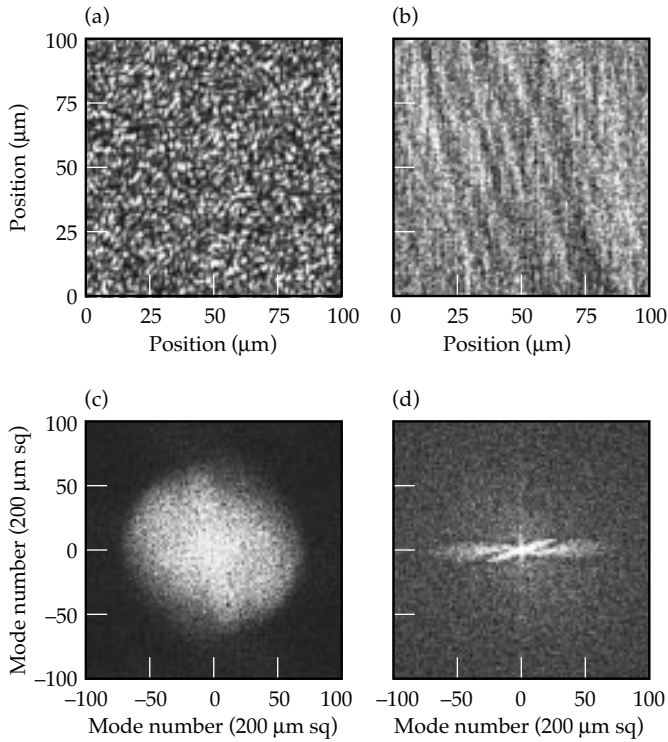 (a)
(b)
100
75
50
25
0
Position (µm)
0 25 50 75 100
Position (µm)
0 25 50 75 100
Position (µm)
(c)
(d)
100
50
0
–50
–100
Mode number (200 µm sq)
–100 –50 0 50 100
Mode number (200 µm sq)
–100 –50 0 50 100
Mode number (200 µm sq)